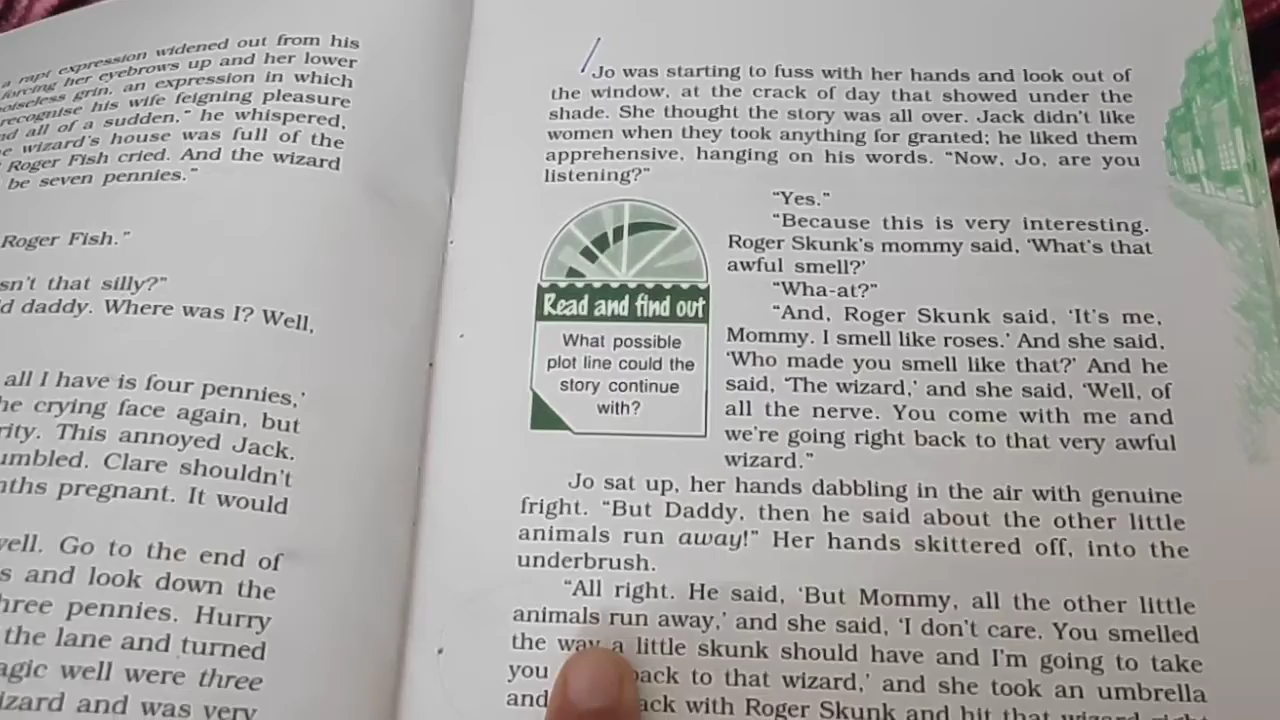 a rapt expression widened out from his
forcing her eyebrows up and her lower
noiseless grin, an expression in which
recognise his wife feigning pleasure
all of a sudden," he whispered,
wizard's house was full of the
Roger Fish cried. And the wizard
be seven pennies."
Roger Fish."
sn't that silly?"
daddy. Where was I? Well,
all I have is four pennies,'
crying face again, but
This annoyed Jack.
Clare shouldn't
pregnant. It would
Go to the end of
and look down the
pennies. Hurry
the lane and turned
well were three
and was very
Jo was starting to fuss with her hands and look out of
the window, at the crack of day that showed under the
shade. She thought the story was all over. Jack didn't like
women when they took anything for granted; he liked them
apprehensive, hanging on his words. "Now, Jo, are you
listening?"
"Yes."
"Because this is very interesting.
Roger Skunk's mommy said, 'What's that
awful smell?'
"Wha-at?"
"And, Roger Skunk said, 'It's me,
Mommy. I smell like roses.' And she said,
'Who made you smell like that?' And he
said, 'The wizard,' and she said, 'Well, of
all the nerve. You come with me and
we're going right back to that very awful
wizard."
Read and find out
What possible
plot line could the
story continue
with?
Jo sat up, her hands dabbling in the air with genuine
fright. "But Daddy, then he said about the other little
animals run away!" Her hands skittered off, into the
underbrush.
"All right. He said, 'But Mommy, all the other little
animals run away,' and she said, 'I don't care. You smelled
the way a little skunk should have and I'm going to take
you back to that wizard,' and she took an umbrella
and with Roger Skunk and hit that wizard right